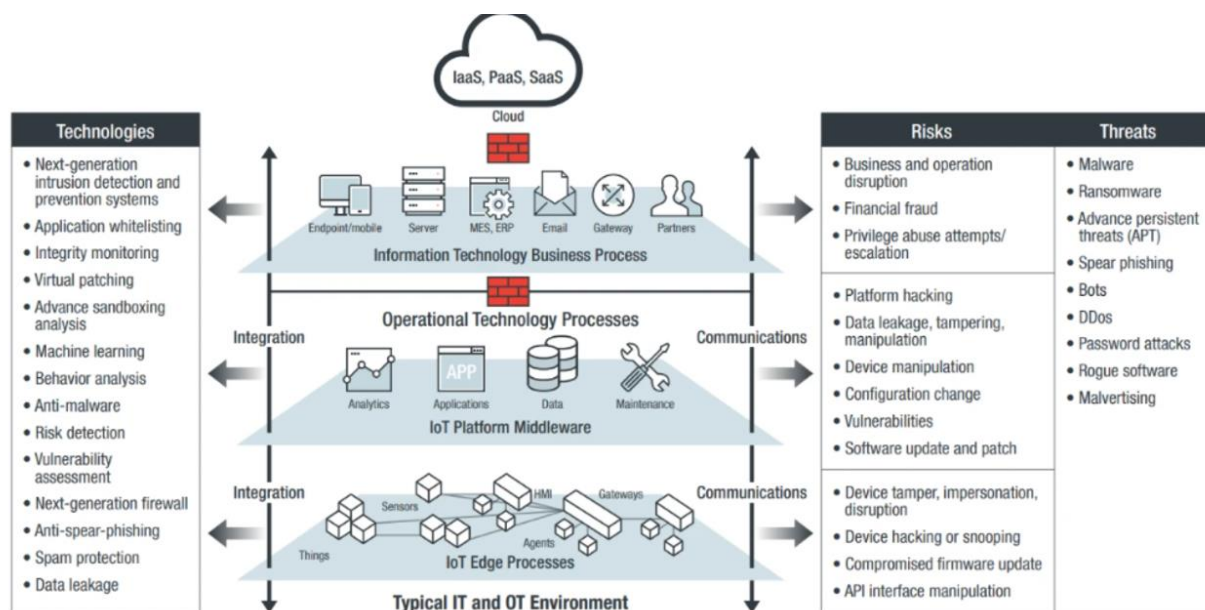 IaaS, PaaS, SaaS
Cloud
Technologies
• Next-generation
intrusion detection and
prevention systems
• Application whitelisting
• Integrity monitoring
• Virtual patching
• Advance sandboxing
analysis
• Machine learning
• Behavior analysis
• Anti-malware
• Risk detection
• Vulnerability
assessment
• Next-generation firewall
• Anti-spear-phishing
• Spam protection
• Data leakage
Endpoint/mobile
Server
MES, ERP
Email
Gateway
Partners
Information Technology Business Process
Operational Technology Processes
Integration
Communications
APP
Analytics
Applications
Data
Maintenance
IoT Platform Middleware
Integration
Communications
Sensors
HMI
Gateways
Things
Agents
IoT Edge Processes
Typical IT and OT Environment
Risks
• Business and operation
disruption
• Financial fraud
• Privilege abuse attempts/
escalation
• Platform hacking
• Data leakage, tampering,
manipulation
• Device manipulation
• Configuration change
• Vulnerabilities
• Software update and patch
• Device tamper, impersonation,
disruption
• Device hacking or snooping
• Compromised firmware update
• API interface manipulation
Threats
• Malware
• Ransomware
• Advance persistent
threats (APT)
• Spear phishing
• Bots
• DDos
• Password attacks
• Rogue software
• Malvertising